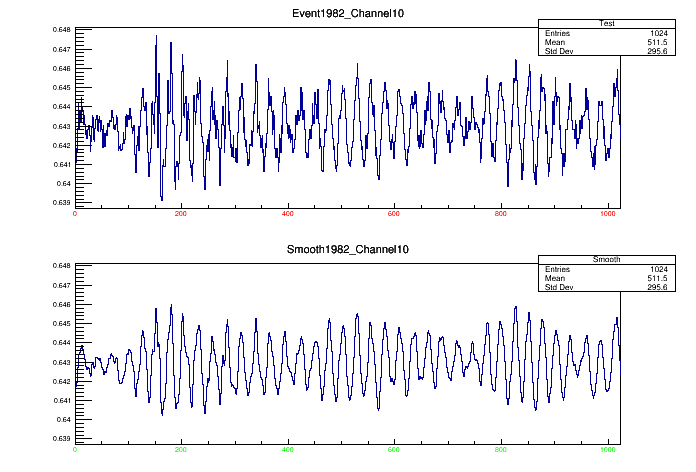 Event1982_Channel10
Test
Entries 1024
Mean 511.5
Std Dev 295.6
0.648
0.647
0.646
0.645
0.644
0.643
0.642
0.641
0.64
0.639
0 200 400 600 800 1000
Smooth1982_Channel10
Smooth
Entries 1024
Mean 511.5
Std Dev 295.6
0.648
0.647
0.646
0.645
0.644
0.643
0.642
0.641
0.64
0.639
0 200 400 600 800 1000